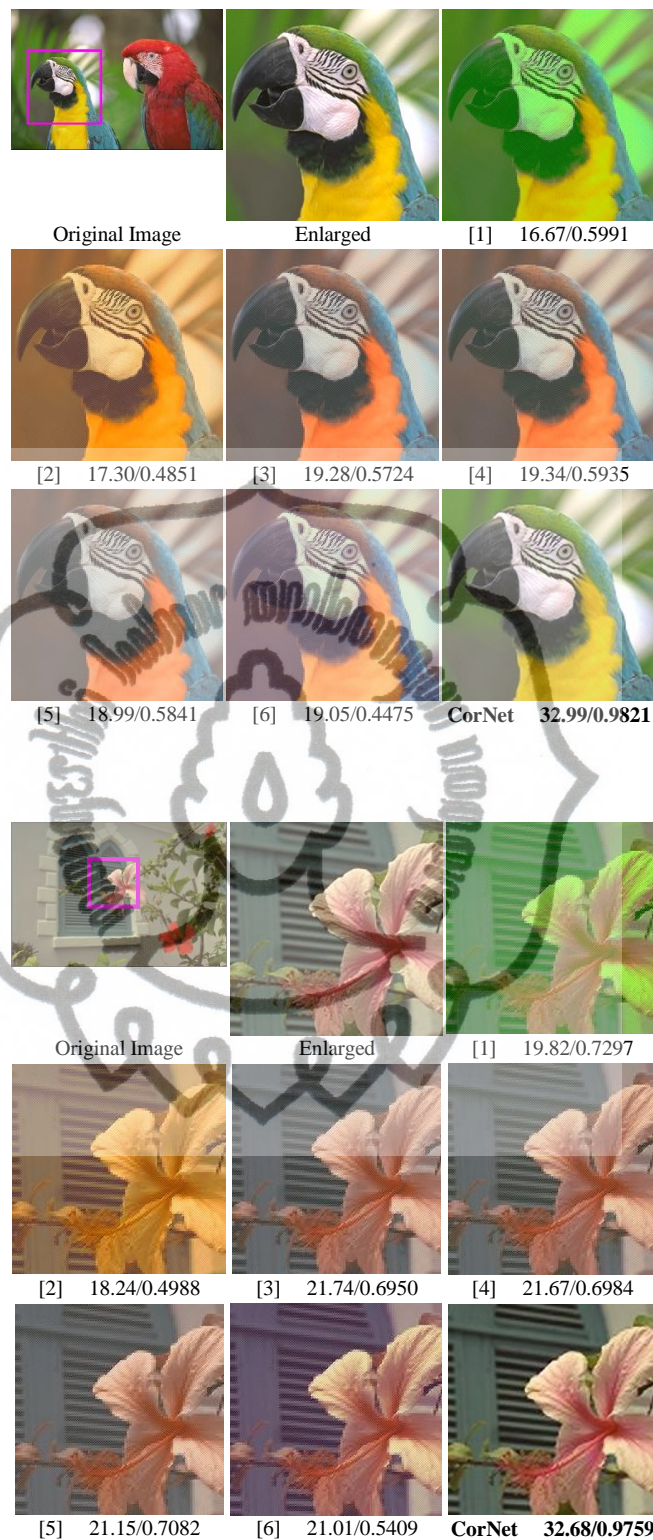 Original Image Enlarged [1] 16.67/0.5991
[2] 17.30/0.4851 [3] 19.28/0.5724 [4] 19.34/0.5935
[5] 18.99/0.5841 [6] 19.05/0.4475 CorNet 32.99/0.9821
Original Image Enlarged [1] 19.82/0.7297
[2] 18.24/0.4988 [3] 21.74/0.6950 [4] 21.67/0.6984
[5] 21.15/0.7082 [6] 21.01/0.5409 CorNet 32.68/0.9759